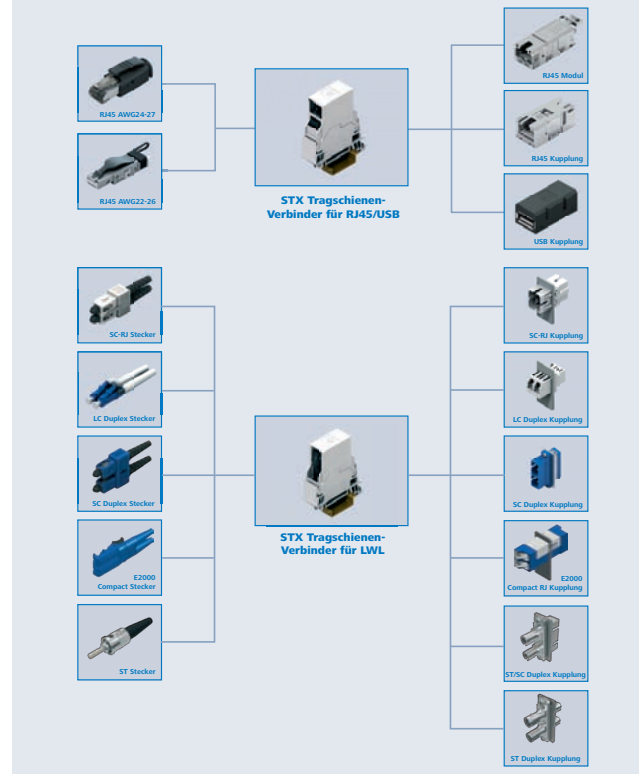 RJ45 AWG24-27
RJ45 AWG22-26
STX Tragschienen-
Verbinder für RJ45/USB
RJ45 Modul
RJ45 Kupplung
USB Kupplung
SC-RJ Stecker
LC Duplex Stecker
SC Duplex Stecker
E2000
Compact Stecker
ST Stecker
STX Tragschienen-
Verbinder für LWL
SC-RJ Kupplung
LC Duplex Kupplung
SC Duplex Kupplung
E2000
Compact RJ Kupplung
ST/SC Duplex Kupplung
ST Duplex Kupplung